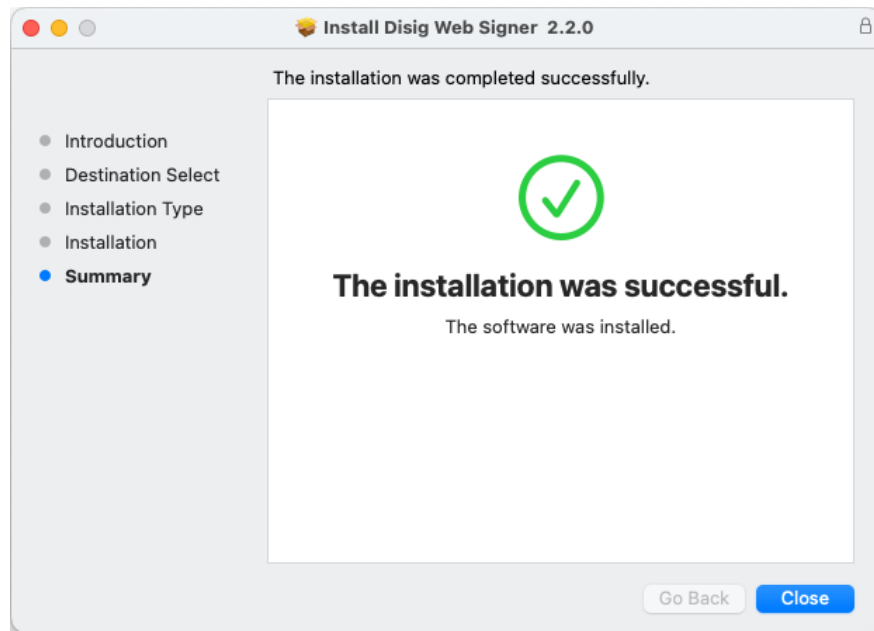 Install Disig Web Signer 2.2.0
The installation was completed successfully.
Introduction
Destination Select
Installation Type
Installation
Summary
The installation was successful.
The software was installed.
Go Back
Close